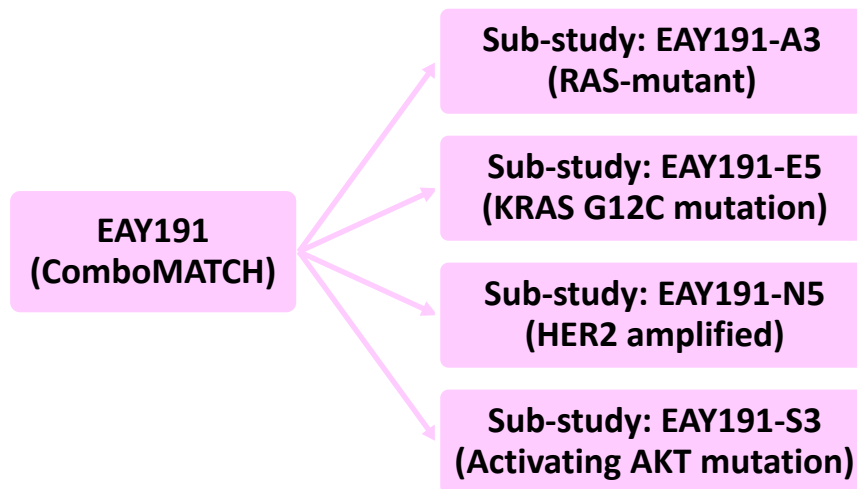 Sub-study: EAY191-A3
(RAS-mutant)
Sub-study: EAY191-E5
(KRAS G12C mutation)
EAY191
(ComboMATCH)
Sub-study: EAY191-N5
(HER2 amplified)
Sub-study: EAY191-S3
(Activating AKT mutation)